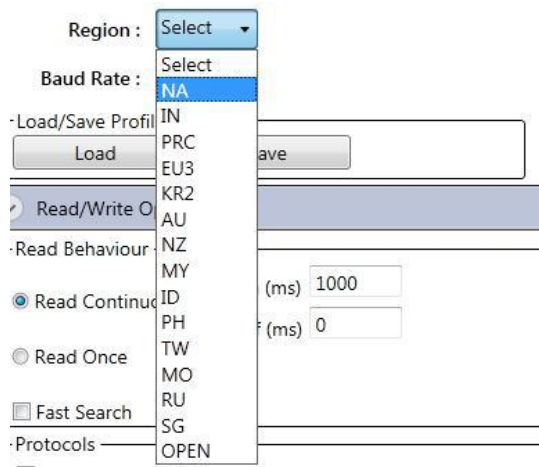 Region : Select
Select
Baud Rate :
NA
IN
Load/Save Profil
PRC
Load
ave
EU3
KR2
Read/Write O
AU
NZ
Read Behaviour
MY
(ms) 1000
Read Continuo
ID
PH
(ms) 0
TW
Read Once
MO
RU
Fast Search
SG
Protocols
OPEN